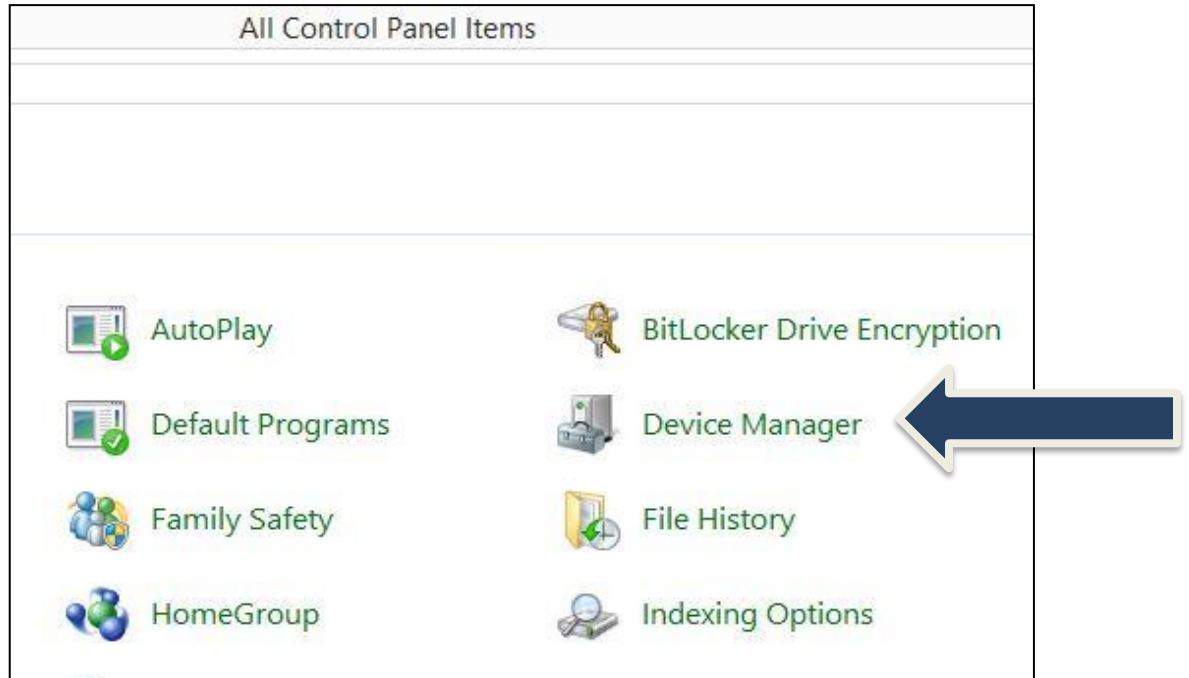 All Control Panel Items
AutoPlay
BitLocker Drive Encryption
Default Programs
Device Manager
Family Safety
File History
HomeGroup
Indexing Options